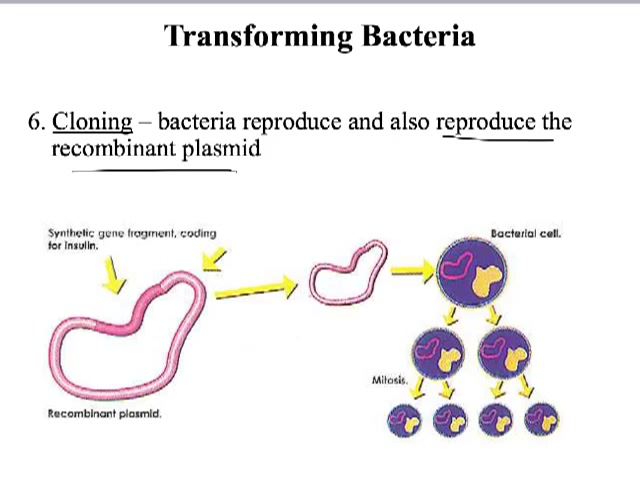 Transforming Bacteria
6. Cloning – bacteria reproduce and also reproduce the
recombinant plasmid
Synthetic gene fragment, coding
for Insulin.
Bacterial cell.
Mitosis.
Recombinant plasmid.